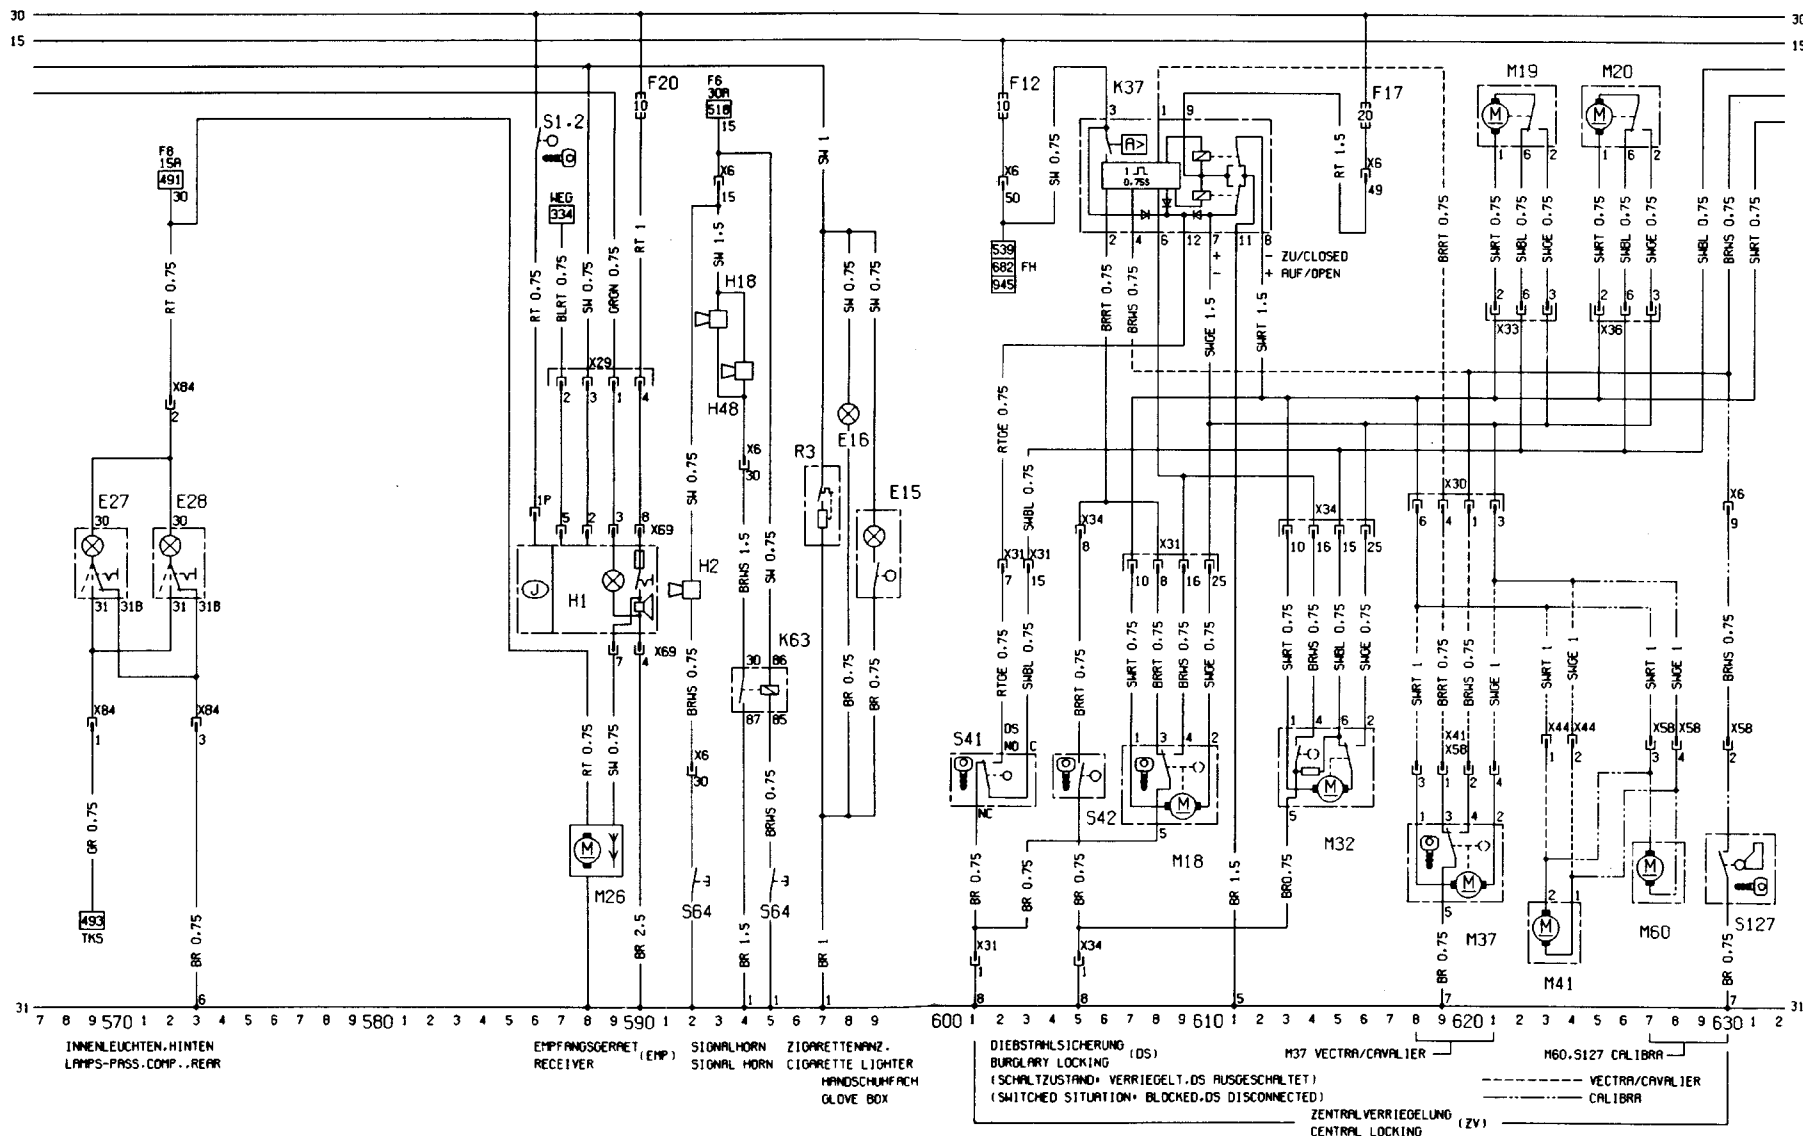 30
15
F8
15A
491
30
RT 0.75
X84
2
E27
E28
30
30
31
31B
31
31B
X84
1
X84
3
GR 0.75
493
TKS
BR 0.75
6
S1.2
F20
10
WEG
334
RT 0.75
BLRT 0.75
SW 0.75
GRGN 0.75
RT 1
X29
2
3
1
4
1P
5
2
3
8
X69
J
H1
7
4
X69
RT 0.75
SW 0.75
M
M26
BR 2.5
F6
30A
518
15
X6
15
SW 1.5
H18
H48
X6
30
SW 0.75
H2
BRWS 1.5
SW 0.75
BRWS 0.75
K63
30
86
87
85
X6
30
BRWS 0.75
S64
S64
BR 1.5
1
1
SW 1
SW 0.75
SW 0.75
E16
R3
E15
BR 0.75
BR 0.75
BR 1
1
F12
10
X6
50
539
682
945
FH
SW 0.75
K37
3
1
9
A>
1
0.75S
2
4
6
12
7
11
8
+
-
- ZU/CLOSED
+ AUF/OPEN
RT 1.5
F17
20
X6
49
BRRT 0.75
BRRT 0.75
BRWS 0.75
SWGE 1.5
SWRT 1.5
RTGE 0.75
SWBL 0.75
M19
M20
M
M
1
6
2
1
6
2
SWRT 0.75
SWBL 0.75
SWGE 0.75
SWRT 0.75
SWBL 0.75
SWGE 0.75
SWBL 0.75
BRWS 0.75
SWRT 0.75
2
6
3
X33
2
6
3
X36
X31
7
X31
15
X34
8
X31
10
8
16
25
X34
10
16
15
25
X30
6
4
1
3
X6
9
RTGE 0.75
SWBL 0.75
BRRT 0.75
SWRT 0.75
BRRT 0.75
BRWS 0.75
SWGE 0.75
SWRT 0.75
BRWS 0.75
SWBL 0.75
SWGE 0.75
SWRT 1
BRRT 0.75
BRWS 0.75
SWGE 1
SWRT 1
SWGE 1
SWRT 1
SWGE 1
BRWS 0.75
S41
DS
NO
C
NC
S42
1
3
4
2
M
5
M18
1
4
6
2
M
5
M32
X41
X58
3
1
2
4
1
3
4
2
M
5
M37
X44
1
X44
2
2
1
M
M41
X58
3
X58
4
M
M60
X58
2
S127
BR 0.75
BR 0.75
BR 0.75
BR 1.5
BR0.75
BR 0.75
BR 0.75
X31
1
X34
1
8
8
5
7
7
30
15
31
31
7 8 9 570 1 2 3 4 5 6 7 8 9 580 1 2 3 4 5 6 7 8 9 590 1 2 3 4 5 6 7 8 9 600 1 2 3 4 5 6 7 8 9 610 1 2 3 4 5 6 7 8 9 620 1 2 3 4 5 6 7 8 9 630 1 2
INNENLEUCHTEN.HINTEN
LAMPS-PASS.COMP.,REAR
EMPFANGSGERAET (EMP)
RECEIVER
SIGNALHORN
SIGNAL HORN
ZIGARETTENANZ.
CIGARETTE LIGHTER
HANDSCHUHFACH
GLOVE BOX
DIEBSTAHLSICHERUNG (DS)
BURGLARY LOCKING
(SCHALTZUSTAND: VERRIEGELT.DS AUSGESCHALTET)
(SWITCHED SITUATION: BLOCKED.DS DISCONNECTED)
M37 VECTRA/CAVALIER
M60.S127 CALIBRA
VECTRA/CAVALIER
CALIBRA
ZENTRALVERRIEGELUNG (ZV)
CENTRAL LOCKING